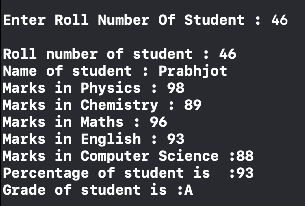 Enter Roll Number Of Student : 46
Roll number of student : 46
Name of student : Prabhjot
Marks in Physics : 98
Marks in Chemistry : 89
Marks in Maths : 96
Marks in English : 93
Marks in Computer Science :88
Percentage of student is  :93
Grade of student is :A